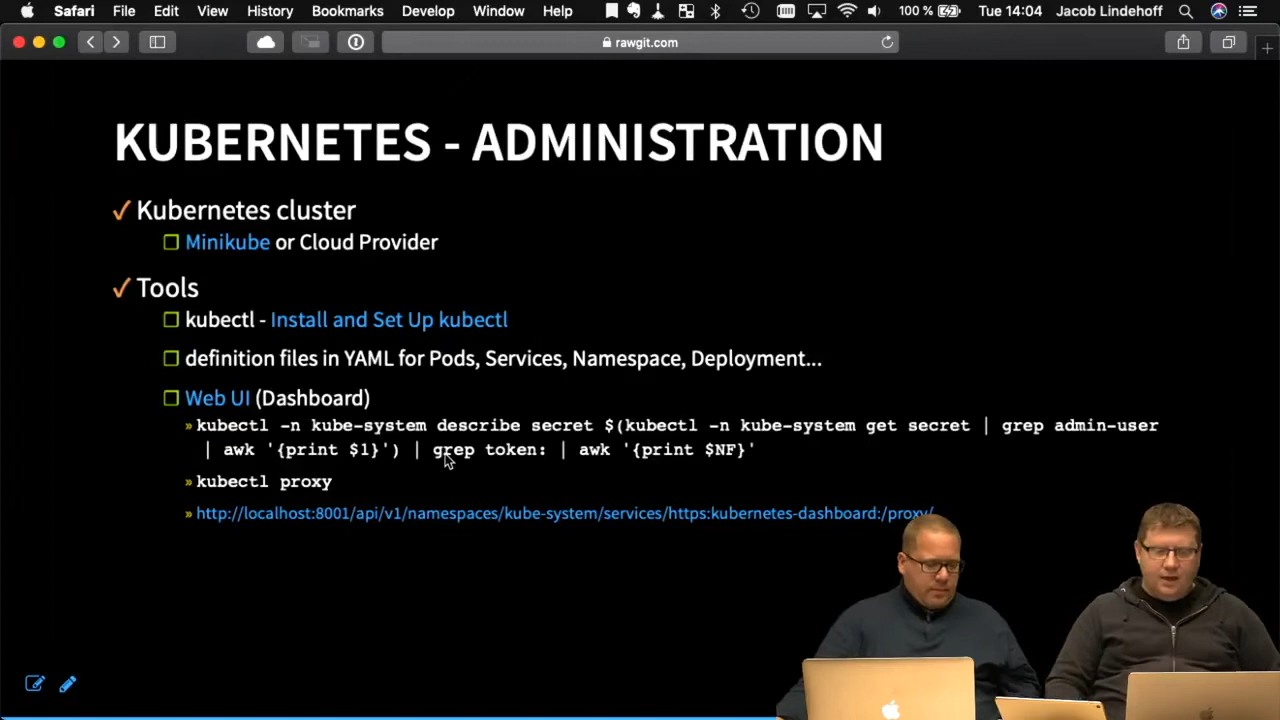 Safari File Edit View History Bookmarks Develop Window Help 100 % Tue 14:04 Jacob Lindehoff
rawgit.com
KUBERNETES - ADMINISTRATION
✓ Kubernetes cluster
Minikube or Cloud Provider
✓ Tools
kubectl - Install and Set Up kubectl
definition files in YAML for Pods, Services, Namespace, Deployment...
Web UI (Dashboard)
» kubectl -n kube-system describe secret $(kubectl -n kube-system get secret | grep admin-user
| awk '{print $1}') | grep token: | awk '{print $NF}'
» kubectl proxy
» http://localhost:8001/api/v1/namespaces/kube-system/services/https:kubernetes-dashboard:/proxy/